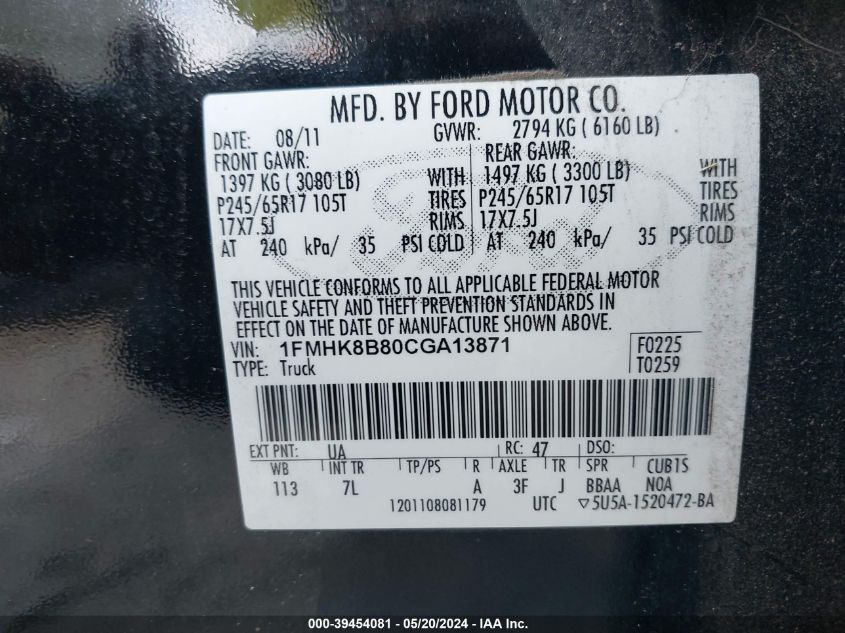 MFD. BY FORD MOTOR CO.
DATE: 08/11 GVWR: 2794 KG ( 6160 LB)
FRONT GAWR: REAR GAWR:
1397 KG ( 3080 LB) WITH 1497 KG ( 3300 LB) WITH
P245/65R17 105T TIRES P245/65R17 105T TIRES
17X7.5J RIMS 17X7.5J RIMS
AT 240 kPa/ 35 PSI COLD AT 240 kPa/ 35 PSI COLD
THIS VEHICLE CONFORMS TO ALL APPLICABLE FEDERAL MOTOR
VEHICLE SAFETY AND THEFT PREVENTION STANDARDS IN
EFFECT ON THE DATE OF MANUFACTURE SHOWN ABOVE.
VIN: 1FMHK8B80CGA13871 F0225
TYPE: Truck T0259
EXT PNT: UA RC: 47 DSO:
WB INT TR TP/PS R AXLE TR SPR CUB1S
113 7L A 3F J BBAA NOA
1201108081179 UTC ▽5U5A-1520472-BA
000-39454081 - 05/20/2024 - IAA Inc.